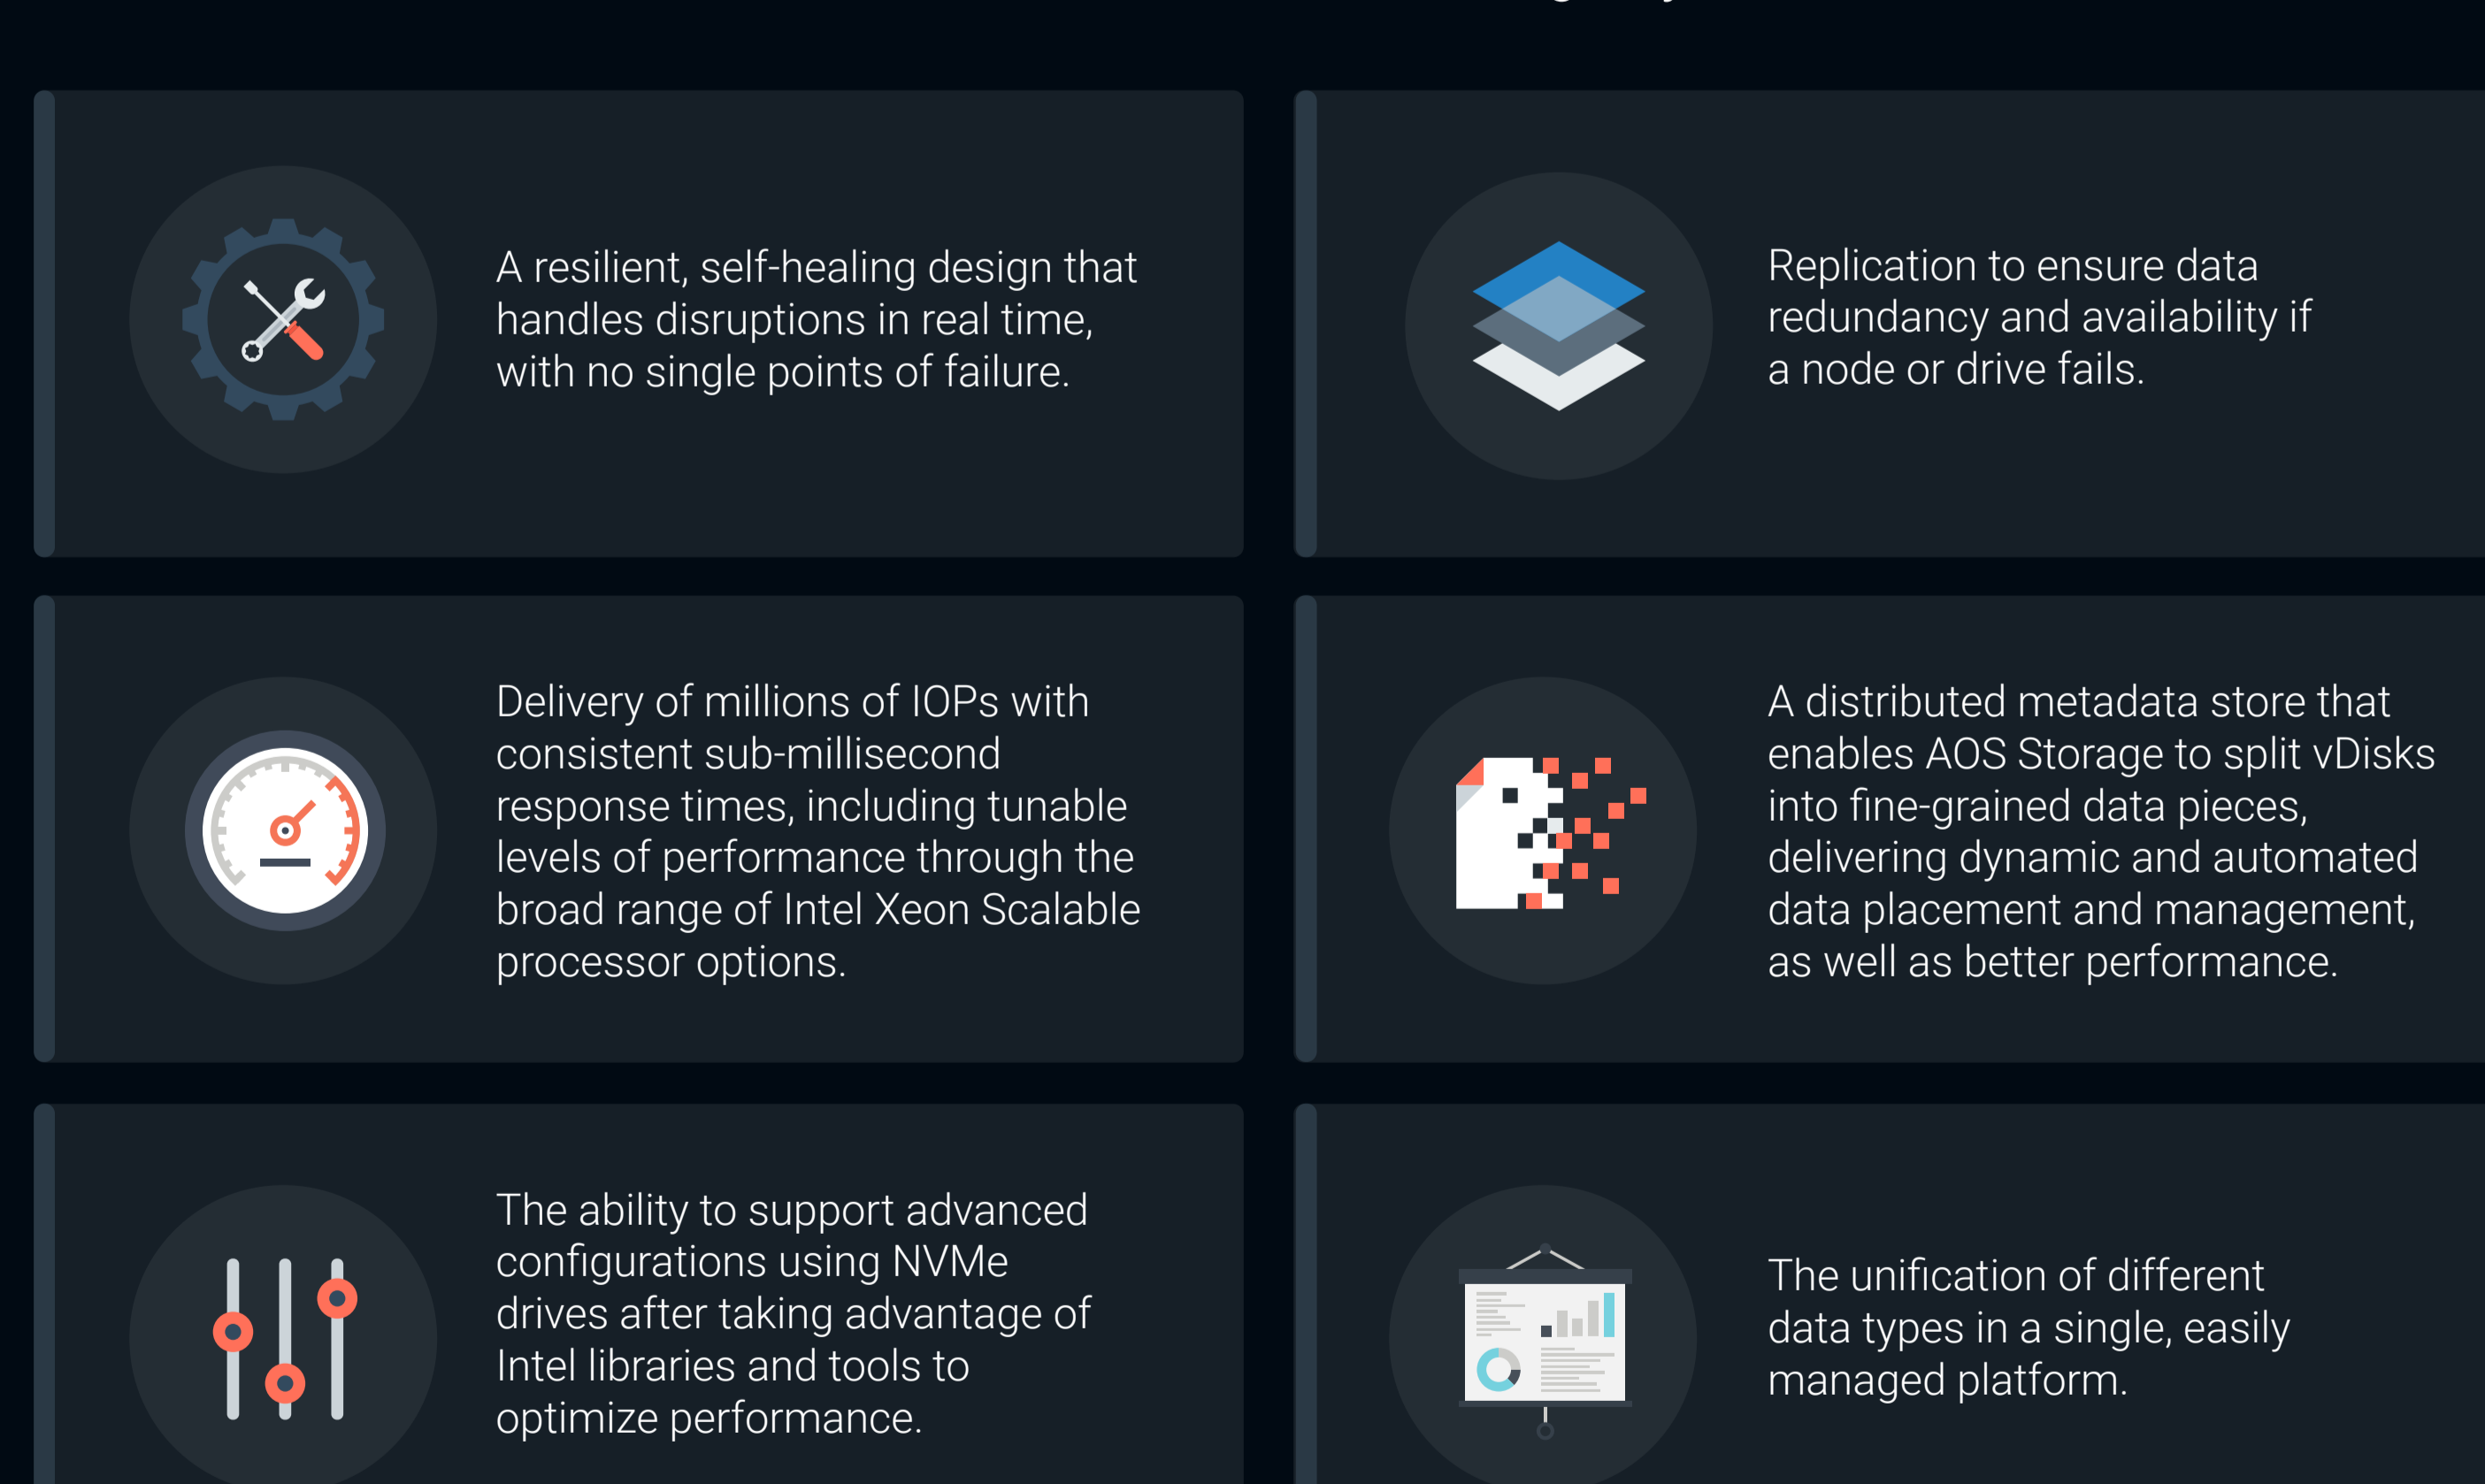 A resilient, self-healing design that
handles disruptions in real time,
with no single points of failure.
Replication to ensure data
redundancy and availability if
a node or drive fails.
Delivery of millions of IOPs with
consistent sub-millisecond
response times, including tunable
levels of performance through the
broad range of Intel Xeon Scalable
processor options.
A distributed metadata store that
enables AOS Storage to split vDisks
into fine-grained data pieces,
delivering dynamic and automated
data placement and management,
as well as better performance.
The ability to support advanced
configurations using NVMe
drives after taking advantage of
Intel libraries and tools to
optimize performance.
The unification of different
data types in a single, easily
managed platform.